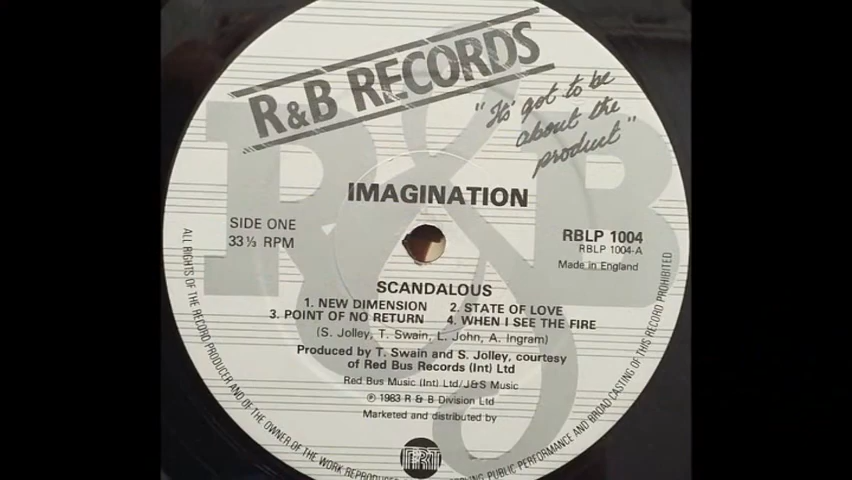 R&B RECORDS
"Its' got to be
about the
product"
R&B
IMAGINATION
SIDE ONE
33⅓ RPM
RBLP 1004
RBLP 1004-A
Made in England
SCANDALOUS
1. NEW DIMENSION 2. STATE OF LOVE
3. POINT OF NO RETURN 4. WHEN I SEE THE FIRE
(S. Jolley, T. Swain, L. John, A. Ingram)
Produced by T. Swain and S. Jolley, courtesy
of Red Bus Records (Int) Ltd
Red Bus Music (Int) Ltd/J&S Music
℗ 1983 R & B Division Ltd
Marketed and distributed by
PRT
ALL RIGHTS OF THE RECORD PRODUCER AND OF THE OWNER OF THE WORK REPRODUCED
PUBLIC PERFORMANCE AND BROAD CASTING OF THIS RECORD PROHIBITED